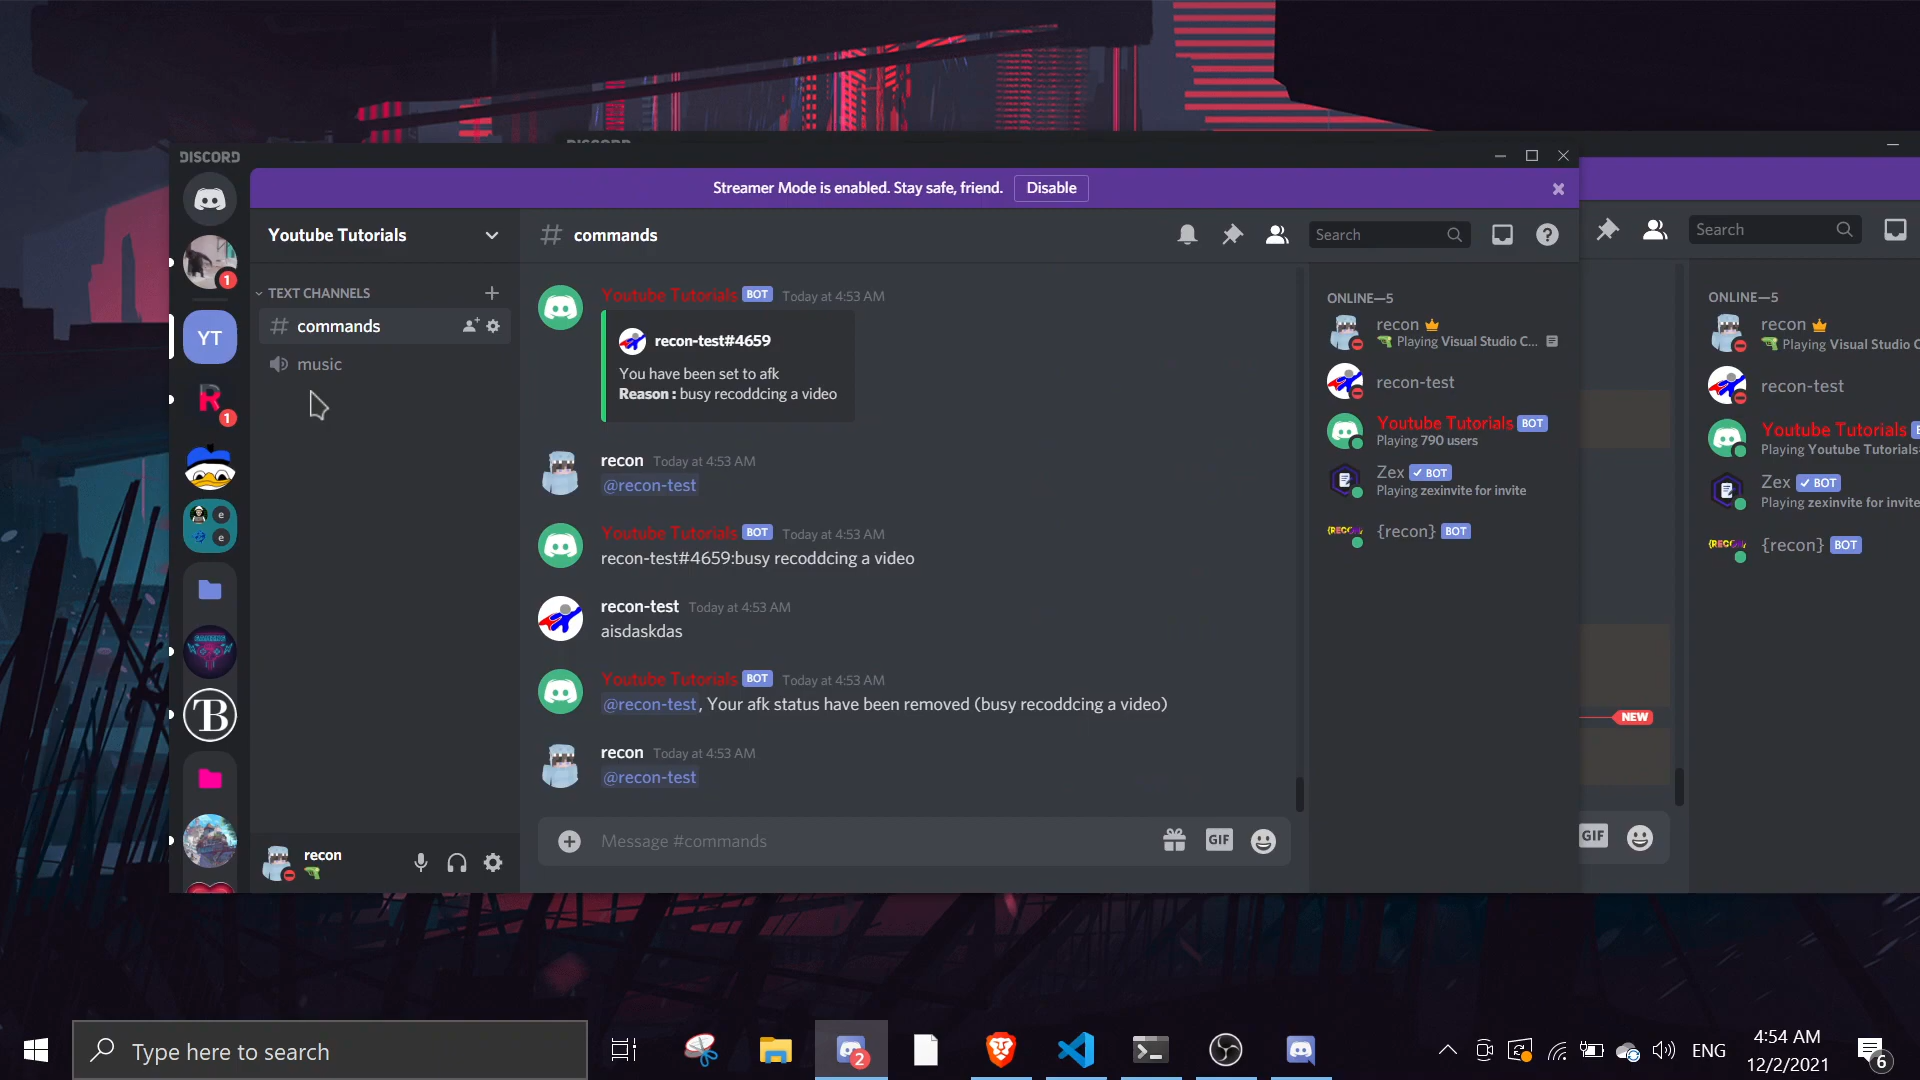 DISCORD
Streamer Mode is enabled. Stay safe, friend.
Disable
Youtube Tutorials
commands
Search
TEXT CHANNELS
commands
music
Youtube Tutorials BOT Today at 4:53 AM
recon-test#4659
You have been set to afk
Reason : busy recoddcing a video
recon Today at 4:53 AM
@recon-test
Youtube Tutorials BOT Today at 4:53 AM
recon-test#4659:busy recoddcing a video
recon-test Today at 4:53 AM
aisdaskdas
Youtube Tutorials BOT Today at 4:53 AM
@recon-test, Your afk status have been removed (busy recoddcing a video)
recon Today at 4:53 AM
@recon-test
Message #commands
GIF
recon
ONLINE—5
recon
Playing Visual Studio C...
recon-test
Youtube Tutorials BOT
Playing 790 users
Zex BOT
Playing zexinvite for invite
{recon} BOT
YT
R
1
1
e
e
TB
{RECON}
Search
ONLINE—5
recon
Playing Visual Studio C
recon-test
Youtube Tutorials
Playing Youtube Tutorials
Zex BOT
Playing zexinvite for invite
{recon} BOT
NEW
GIF
Type here to search
2
ENG
4:54 AM
12/2/2021
6